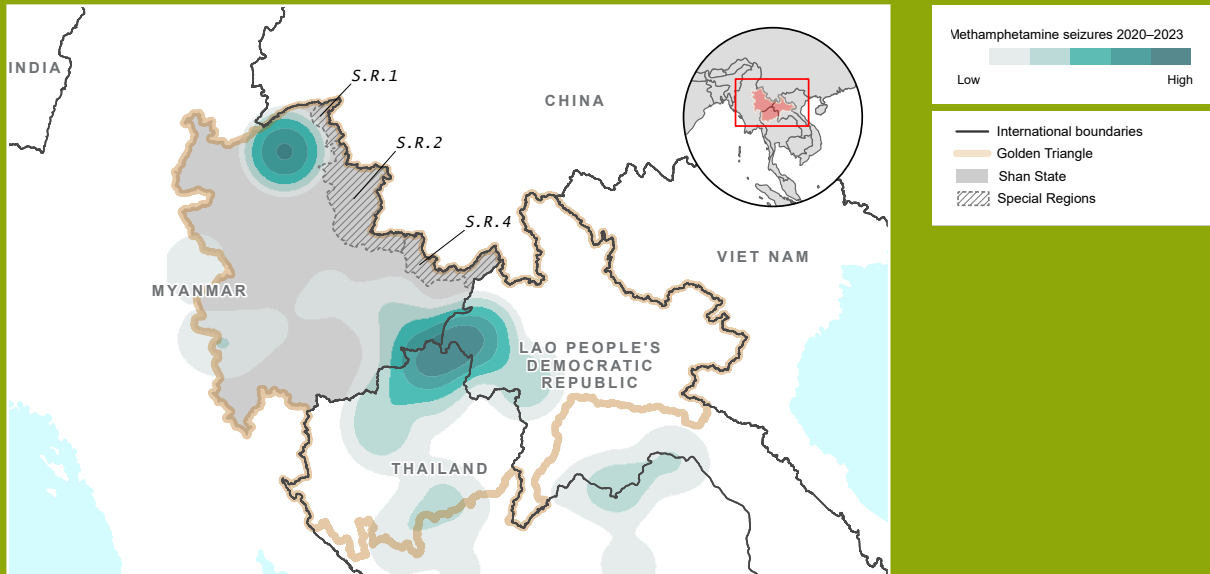 INDIA
S.R.1
CHINA
S.R.2
S.R.4
VIET NAM
MYANMAR
LAO PEOPLE'S
DEMOCRATIC
REPUBLIC
THAILAND
Methamphetamine seizures 2020–2023
Low
High
International boundaries
Golden Triangle
Shan State
Special Regions